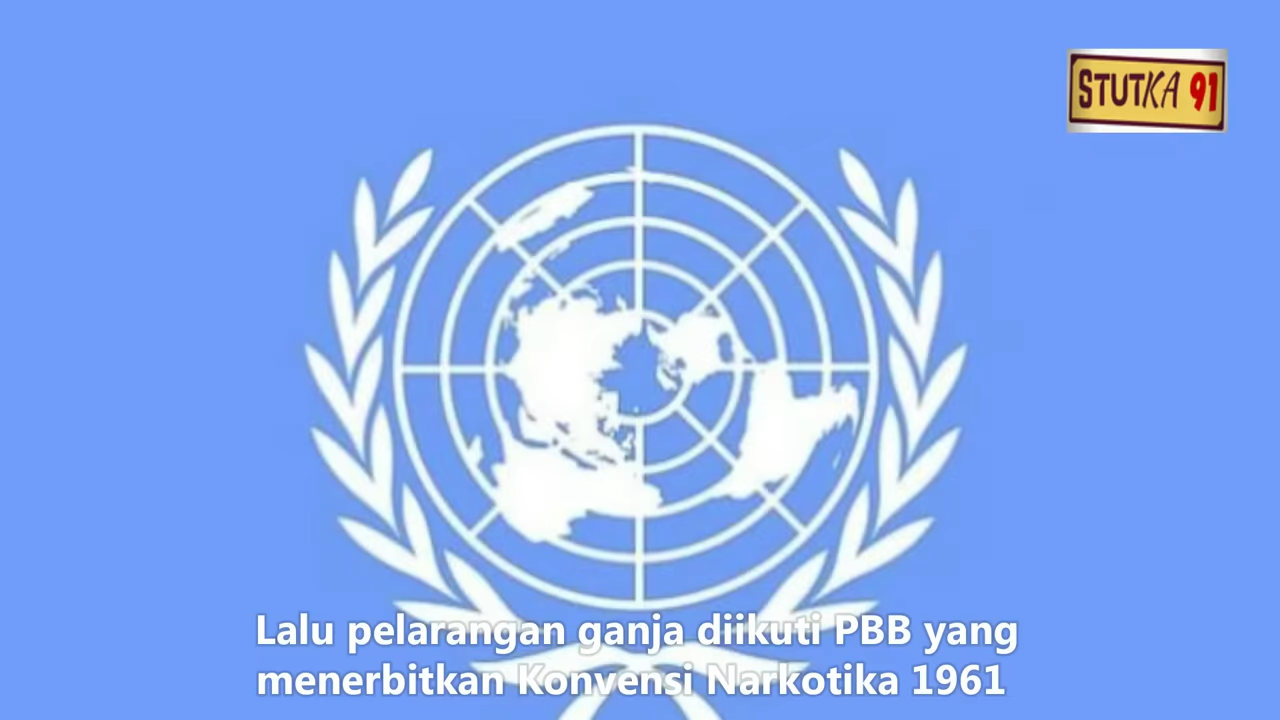 STUTKA 91
Lalu pelarangan ganja diikuti PBB yang
menerbitkan Konvensi Narkotika 1961